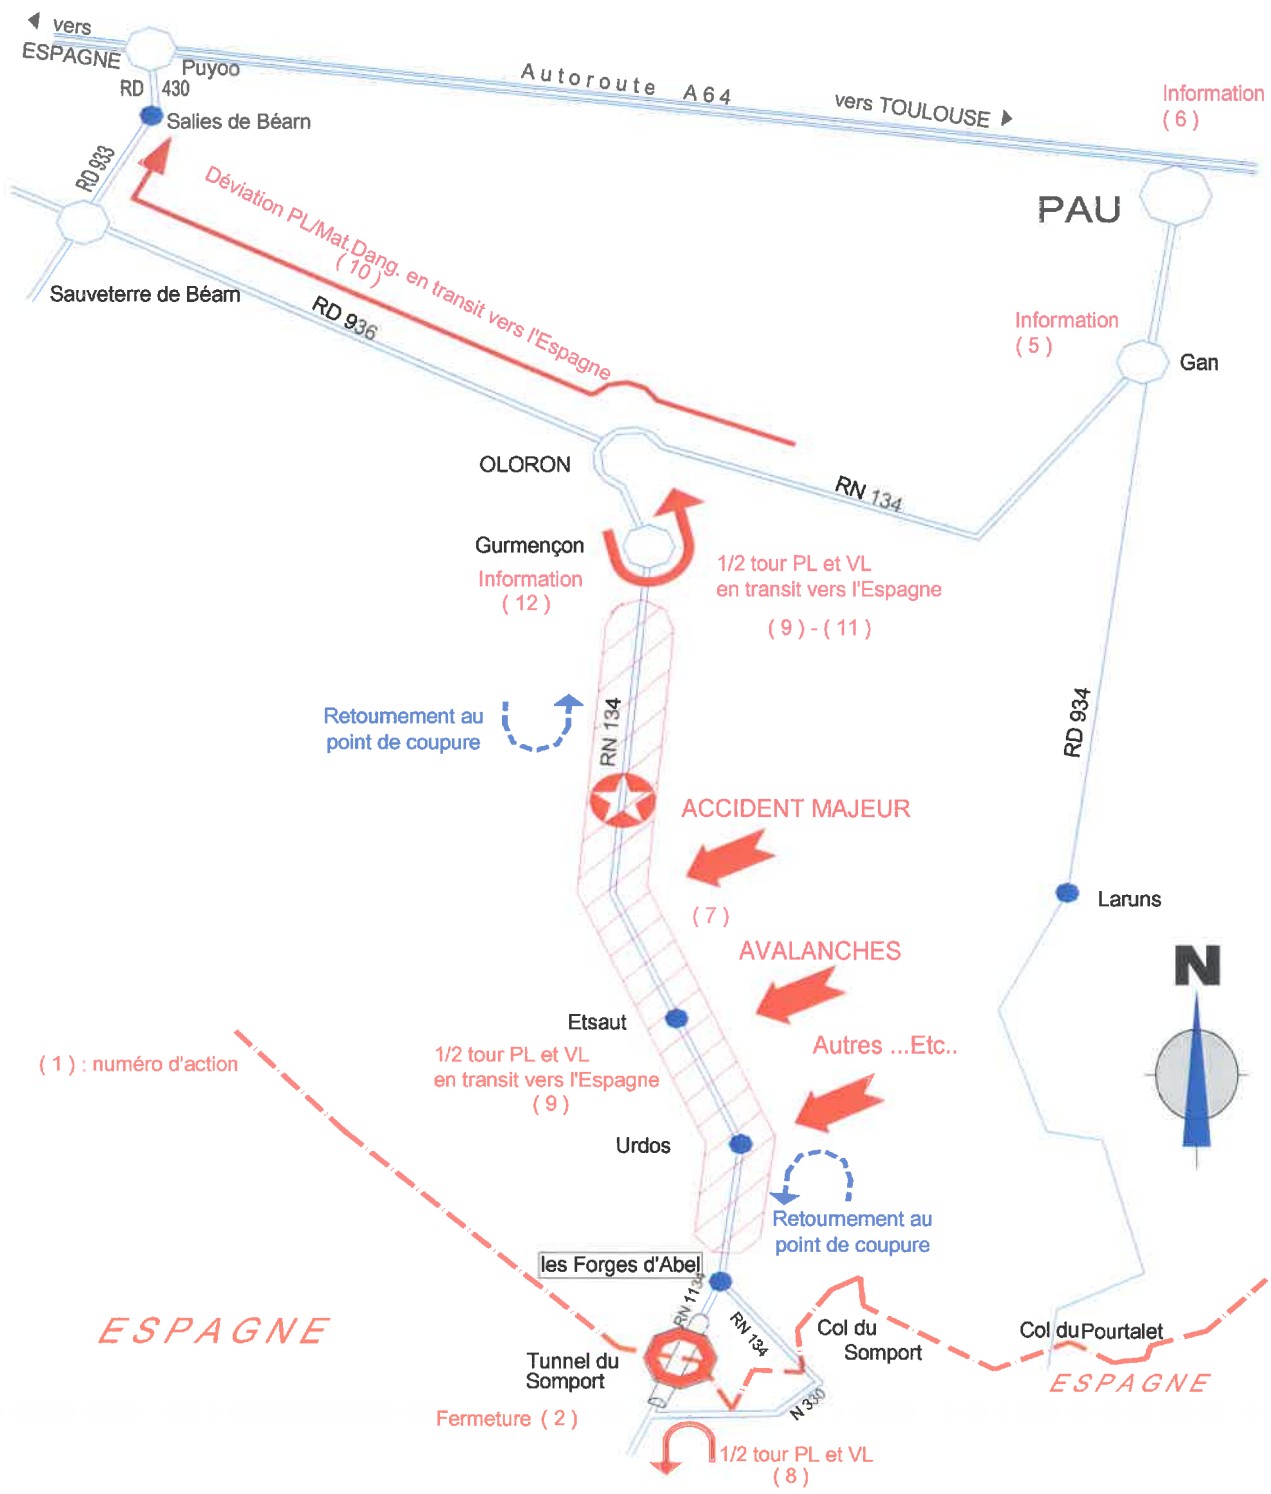 vers
ESPAGNE
Puyoo
RD 430
Salies de Béarn
RD 933
Autoroute A64
vers TOULOUSE
Information
( 6 )
PAU
Déviation PL/Mat.Dang. en transit vers l'Espagne
( 10 )
Sauveterre de Béarn
RD 936
Information
( 5 )
Gan
OLORON
RN 134
Gurmençon
Information
( 12 )
1/2 tour PL et VL
en transit vers l'Espagne
( 9 ) - ( 11 )
Retournement au
point de coupure
RN 134
RD 934
ACCIDENT MAJEUR
( 7 )
Laruns
AVALANCHES
N
Etsaut
Autres ...Etc..
( 1 ) : numéro d'action
1/2 tour PL et VL
en transit vers l'Espagne
( 9 )
Urdos
Retournement au
point de coupure
les Forges d'Abel
RN 1134
RN 134
ESPAGNE
Col du
Somport
Col du Pourtalet
Tunnel du
Somport
ESPAGNE
N 330
Fermeture ( 2 )
1/2 tour PL et VL
( 8 )